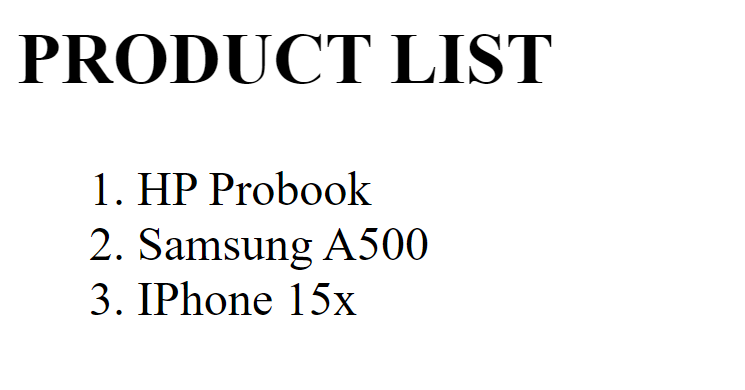 PRODUCT LIST
1. HP Probook
2. Samsung A500
3. IPhone 15x